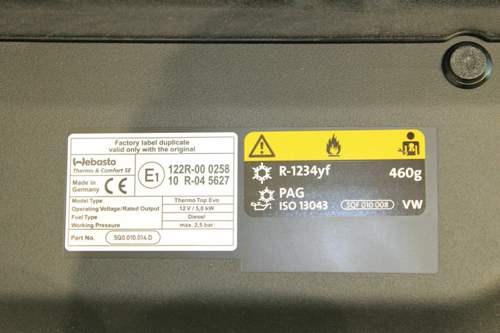 Factory label duplicate
valid only with the original
Webasto
Thermo & Comfort SE
Made in
Germany
CE
E1
122R-00 0258
10 R-04 5627
Model Type Thermo Top Evo
Operating Voltage/Rated Output 12 V / 5,0 kW
Fuel Type Diesel
Working Pressure max. 2,5 bar
Part No. 5Q0.010.014.D
R-1234yf 460g
PAG
ISO 13043 5QF 010 008 VW